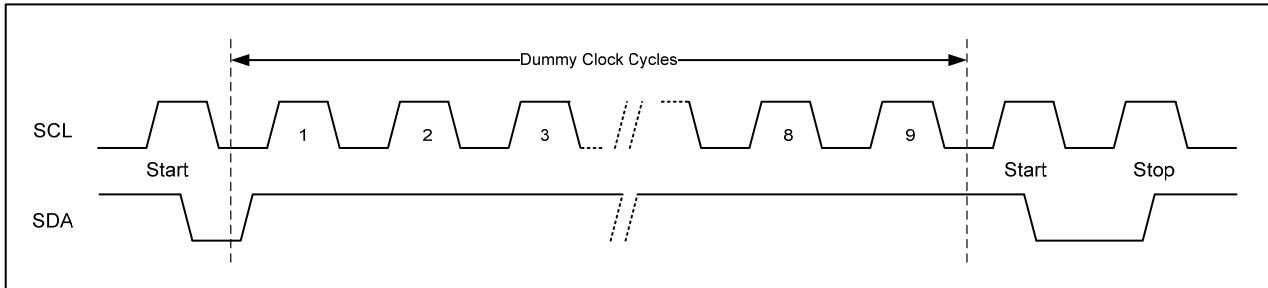 Dummy Clock Cycles
SCL
1 2 3 8 9
Start Start Stop
SDA